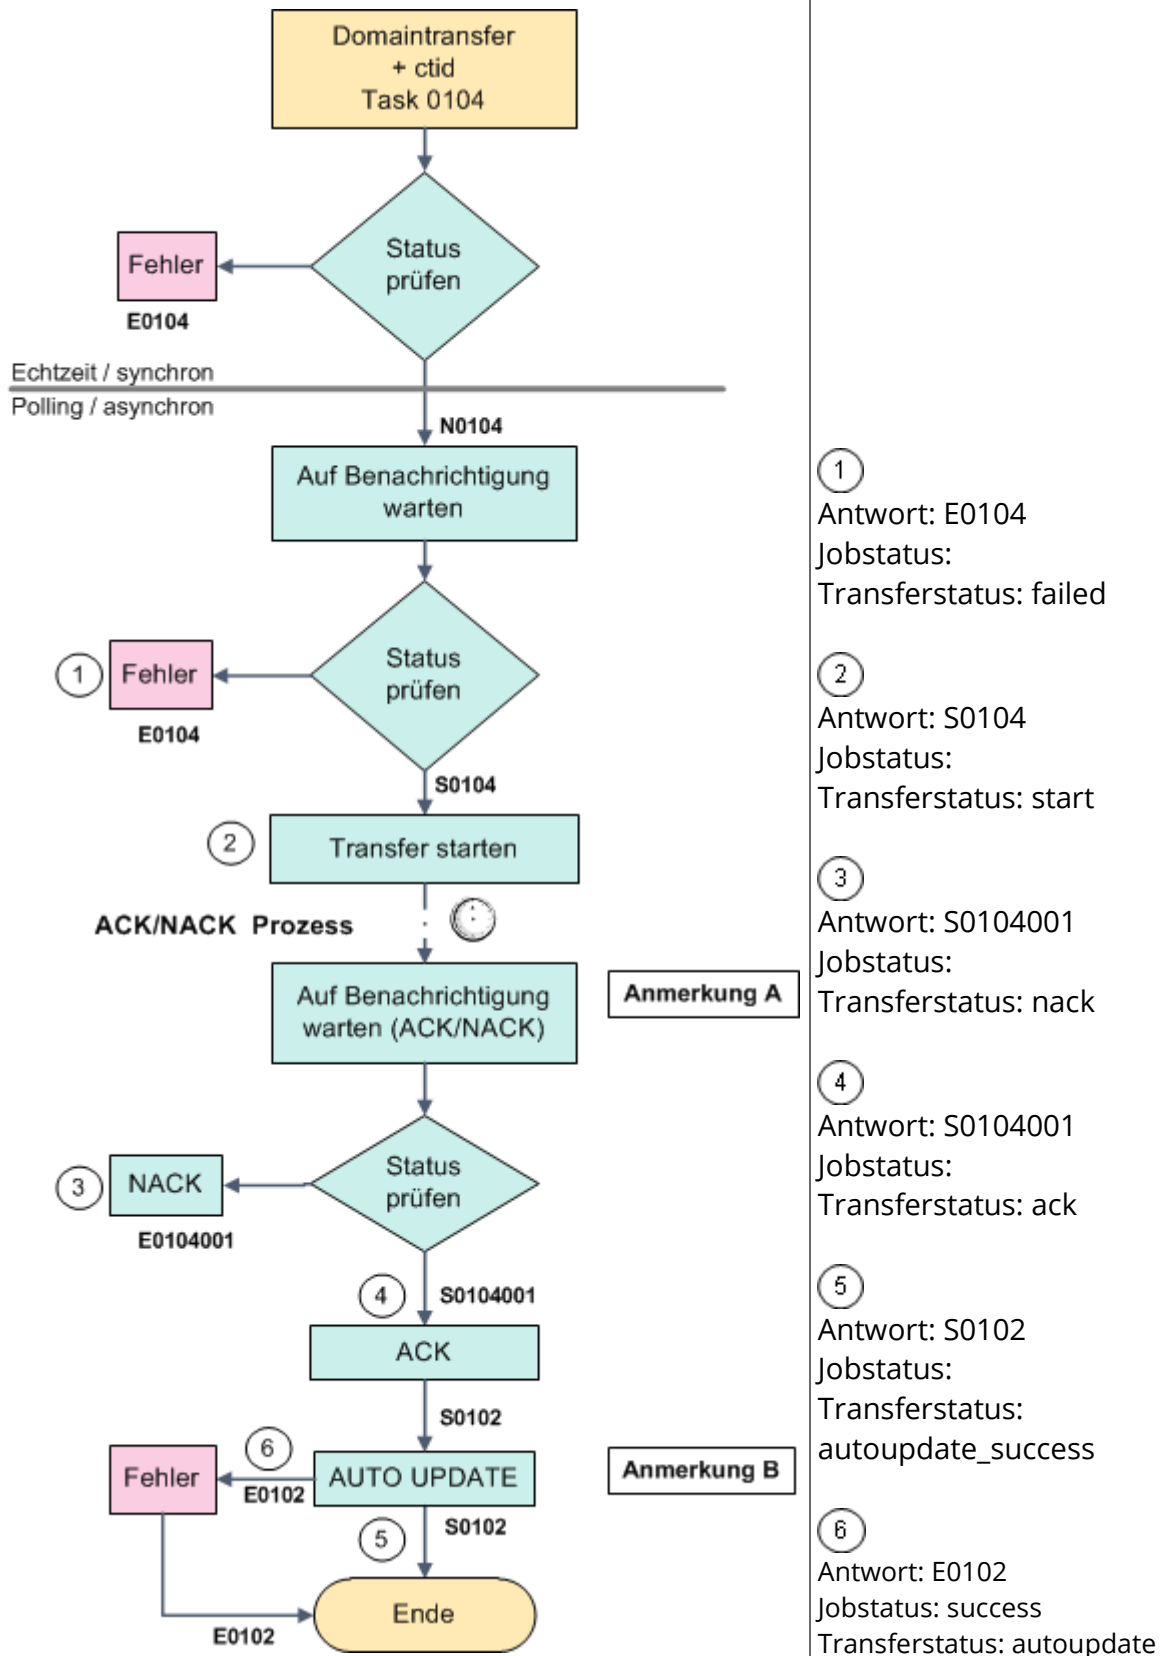 Domaintransfer
+ ctid
Task 0104
Status
prüfen
Fehler
E0104
Echtzeit / synchron
Polling / asynchron
N0104
Auf Benachrichtigung
warten
Status
prüfen
1
Fehler
E0104
S0104
2
Transfer starten
ACK/NACK Prozess
Auf Benachrichtigung
warten (ACK/NACK)
Anmerkung A
Status
prüfen
3
NACK
E0104001
4
S0104001
ACK
S0102
6
Fehler
E0102
AUTO UPDATE
Anmerkung B
5
S0102
Ende
E0102
1
Antwort: E0104
Jobstatus:
Transferstatus: failed
2
Antwort: S0104
Jobstatus:
Transferstatus: start
3
Antwort: S0104001
Jobstatus:
Transferstatus: nack
4
Antwort: S0104001
Jobstatus:
Transferstatus: ack
5
Antwort: S0102
Jobstatus:
Transferstatus:
autoupdate_success
6
Antwort: E0102
Jobstatus: success
Transferstatus: autoupdate